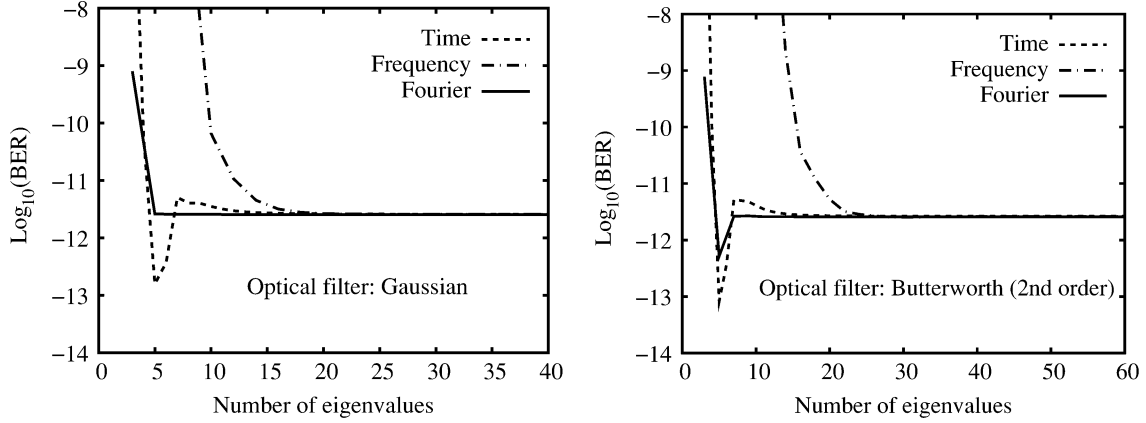 −8
−9
−10
−11
−12
−13
−14
Log10(BER)
Time
Frequency
Fourier
Optical filter: Gaussian
0 5 10 15 20 25 30 35 40
Number of eigenvalues
−8
−9
−10
−11
−12
−13
−14
Log10(BER)
Time
Frequency
Fourier
Optical filter: Butterworth (2nd order)
0 10 20 30 40 50 60
Number of eigenvalues